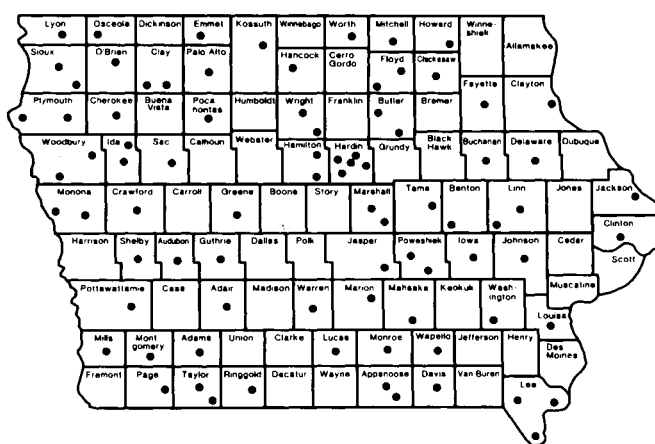 Lyon Osceola Dickinson Emmet Kossuth Winnebago Worth Mitchell Howard Winne-
shiek Allamakee
Sioux O'Brien Clay Palo Alto Hancock Cerro
Gordo Floyd Chickasaw
Plymouth Cherokee Buena
Vista Poca
hontas Humboldt Wright Franklin Butler Bremer Fayette Clayton
Woodbury Ida Sac Calhoun Webster Hamilton Hardin Grundy Black
Hawk Buchanan Delaware Dubuque
Monona Crawford Carroll Greene Boone Story Marshall Tama Benton Linn Jones Jackson
Clinton
Harrison Shelby Audubon Guthrie Dallas Polk Jasper Poweshiek Iowa Johnson Cedar
Scott
Muscatine
Pottawattamie Cass Adair Madison Warren Marion Mahaska Keokuk Wash-
ington
Louisa
Mills Mont
gomery Adams Union Clarke Lucas Monroe Wapello Jefferson Henry
Des
Moines
Fremont Page Taylor Ringgold Decatur Wayne Appanoose Davis Van Buren Lee